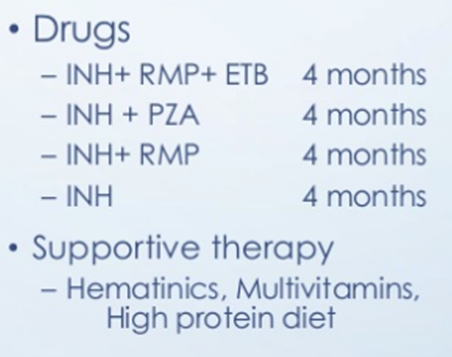 • Drugs
– INH+ RMP+ ETB 4 months
– INH + PZA 4 months
– INH+ RMP 4 months
– INH 4 months
• Supportive therapy
– Hematinics, Multivitamins,
High protein diet